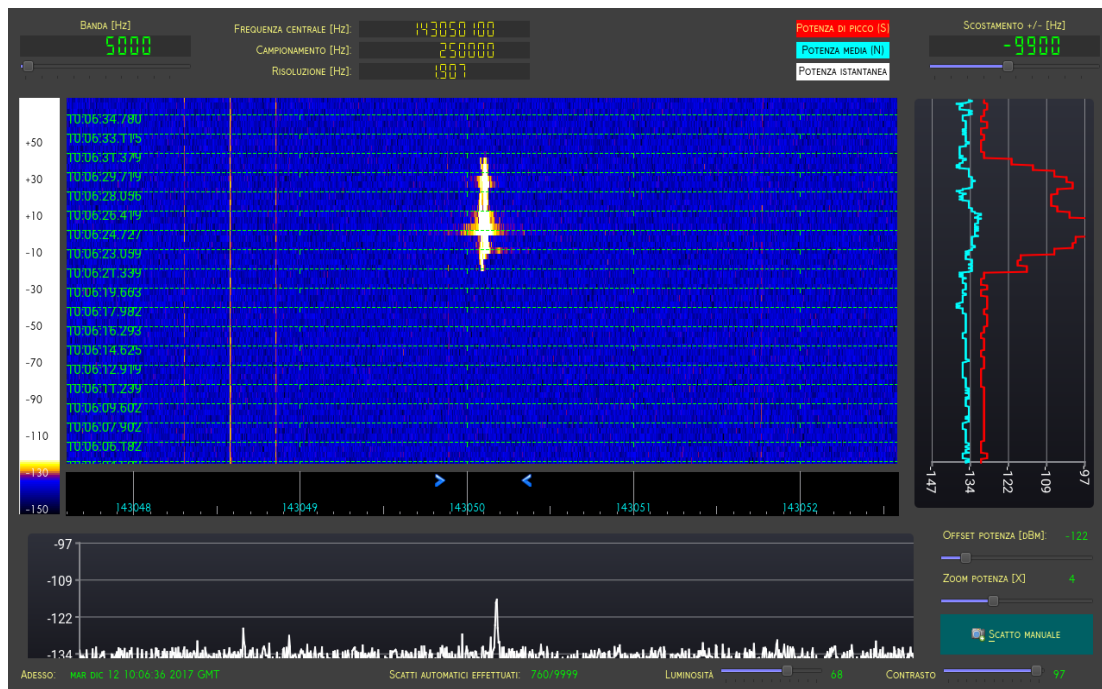 Banda [Hz]
5000
Frequenza centrale [Hz]: 143050100
Campionamento [Hz]: 250000
Risoluzione [Hz]: 1.907
Potenza di picco (S)
Potenza media (N)
Potenza istantanea
Scostamento +/- [Hz]
-9900
+50
+30
+10
-10
-30
-50
-70
-90
-110
-130
-150
10:06:34.780
10:06:33.115
10:06:31.379
10:06:29.719
10:06:28.056
10:06:26.419
10:06:24.727
10:06:23.059
10:06:21.339
10:06:19.663
10:06:17.982
10:06:16.293
10:06:14.625
10:06:12.919
10:06:11.239
10:06:09.602
10:06:07.902
10:06:06.182
143048 143049 143050 143051 143052
-147 -134 -122 -109 -97
-97
-109
-122
-134
Offset potenza [dBm]: -122
Zoom potenza [X] 4
Scatto manuale
Adesso: mar dic 12 10:06:36 2017 GMT
Scatti automatici effettuati: 760/9999
Luminosità 68
Contrasto 97